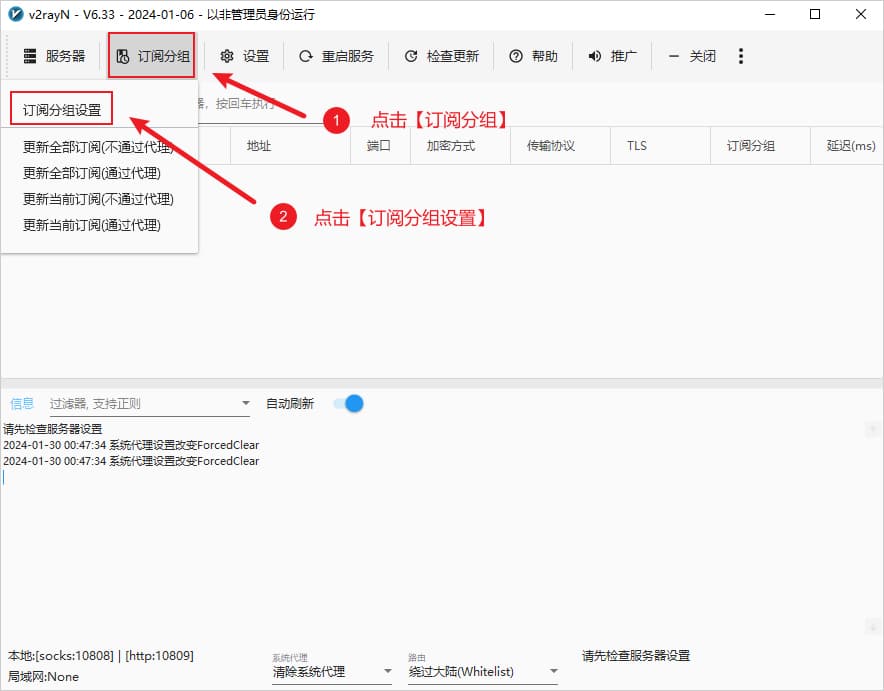 v2rayN - V6.33 - 2024-01-06 - 以非管理员身份运行
服务器 订阅分组 设置 重启服务 检查更新 帮助 推广 关闭
订阅分组设置 器，按回车执行
1 点击【订阅分组】
地址 端口 加密方式 传输协议 TLS 订阅分组 延迟(ms)
更新全部订阅(不通过代理)
更新全部订阅(通过代理)
更新当前订阅(不通过代理)
更新当前订阅(通过代理)
2 点击【订阅分组设置】
信息 过滤器, 支持正则 自动刷新
请先检查服务器设置
2024-01-30 00:47:34 系统代理设置改变ForcedClear
2024-01-30 00:47:34 系统代理设置改变ForcedClear
本地:[socks:10808] | [http:10809]
局域网:None
系统代理
清除系统代理
路由
绕过大陆(Whitelist)
请先检查服务器设置